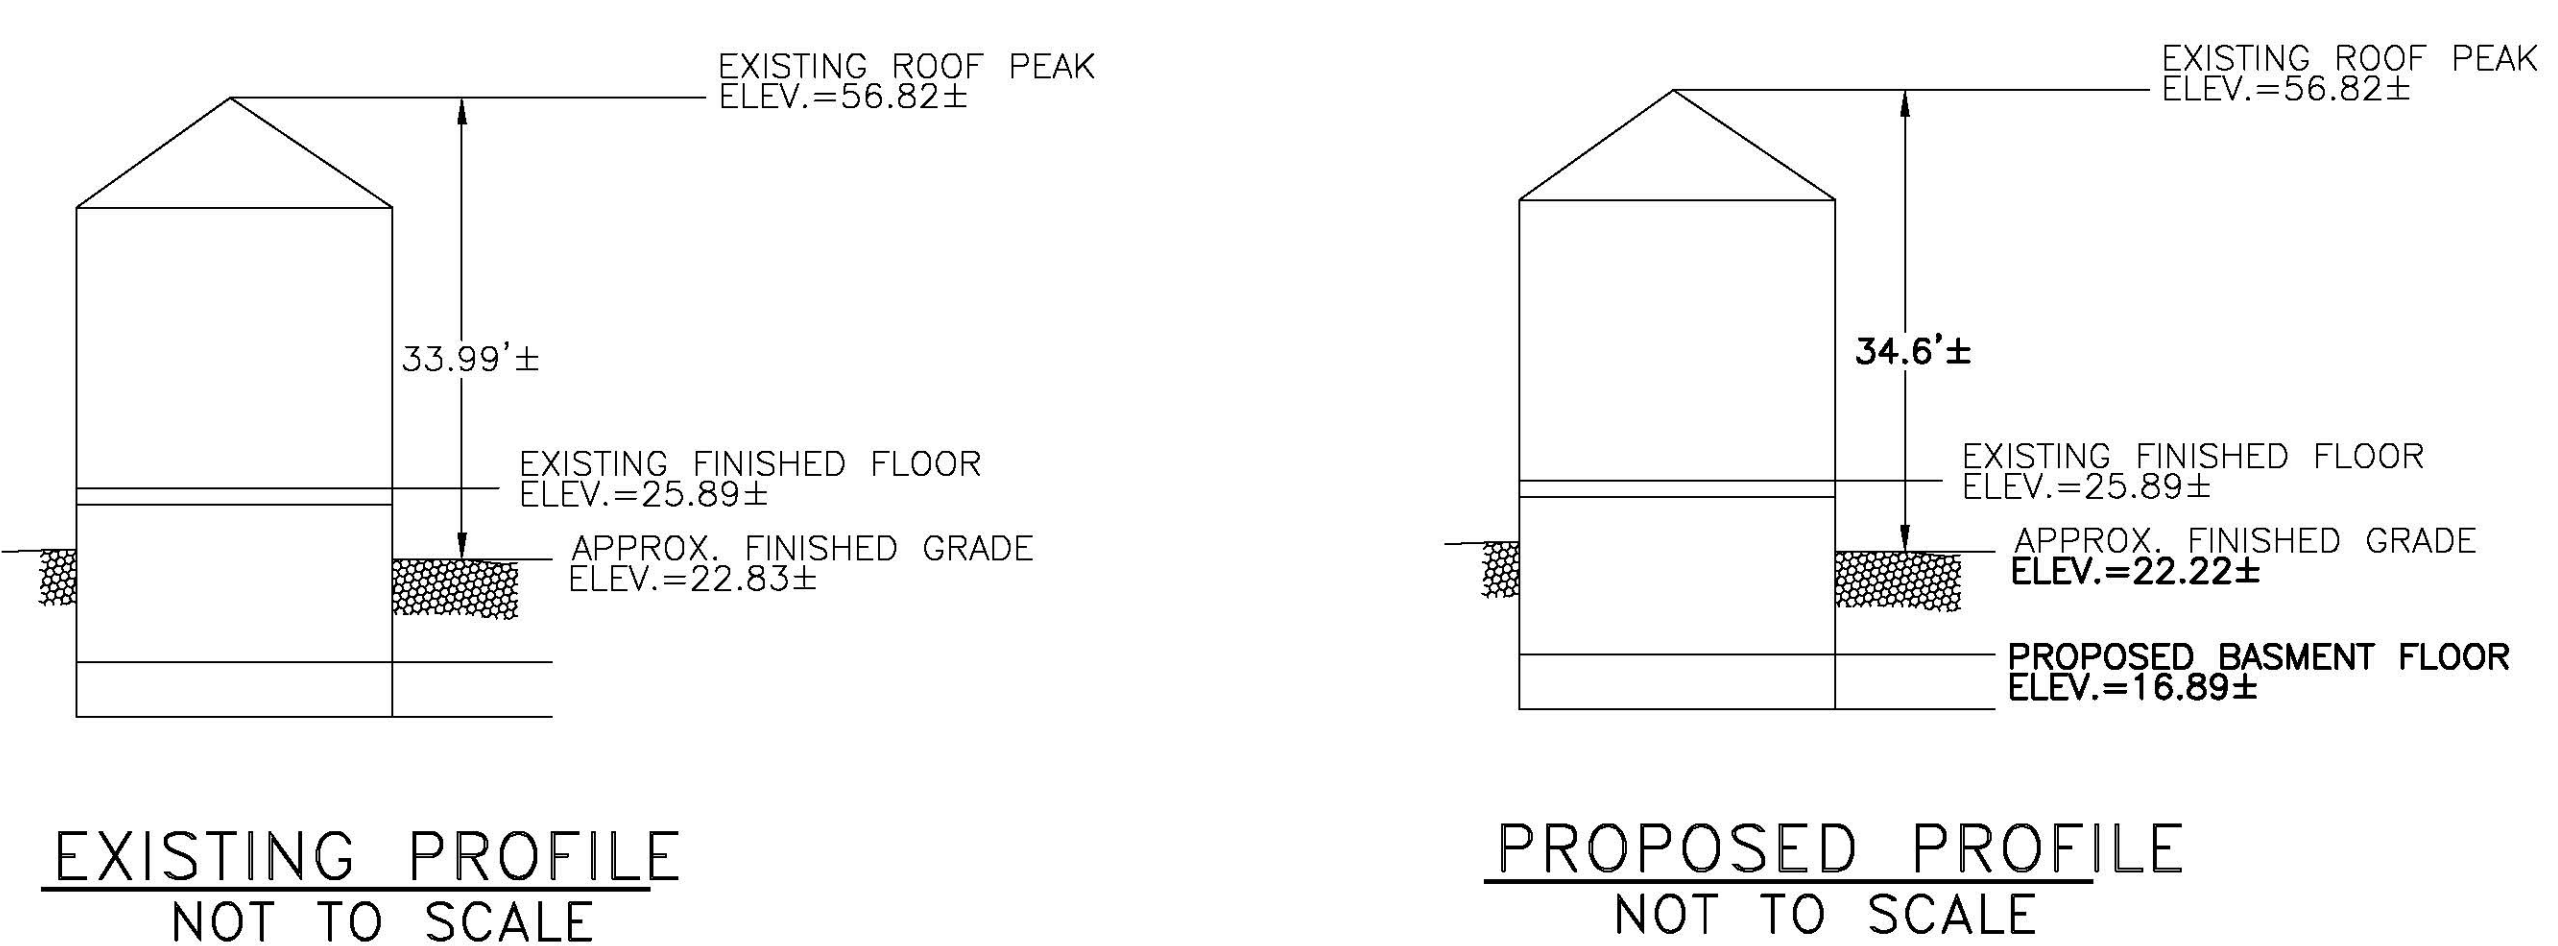 EXISTING ROOF PEAK
ELEV.=56.82±
33.99'±
EXISTING FINISHED FLOOR
ELEV.=25.89±
APPROX. FINISHED GRADE
ELEV.=22.83±
EXISTING PROFILE
NOT TO SCALE
EXISTING ROOF PEAK
ELEV.=56.82±
34.6'±
EXISTING FINISHED FLOOR
ELEV.=25.89±
APPROX. FINISHED GRADE
ELEV.=22.22±
PROPOSED BASMENT FLOOR
ELEV.=16.89±
PROPOSED PROFILE
NOT TO SCALE